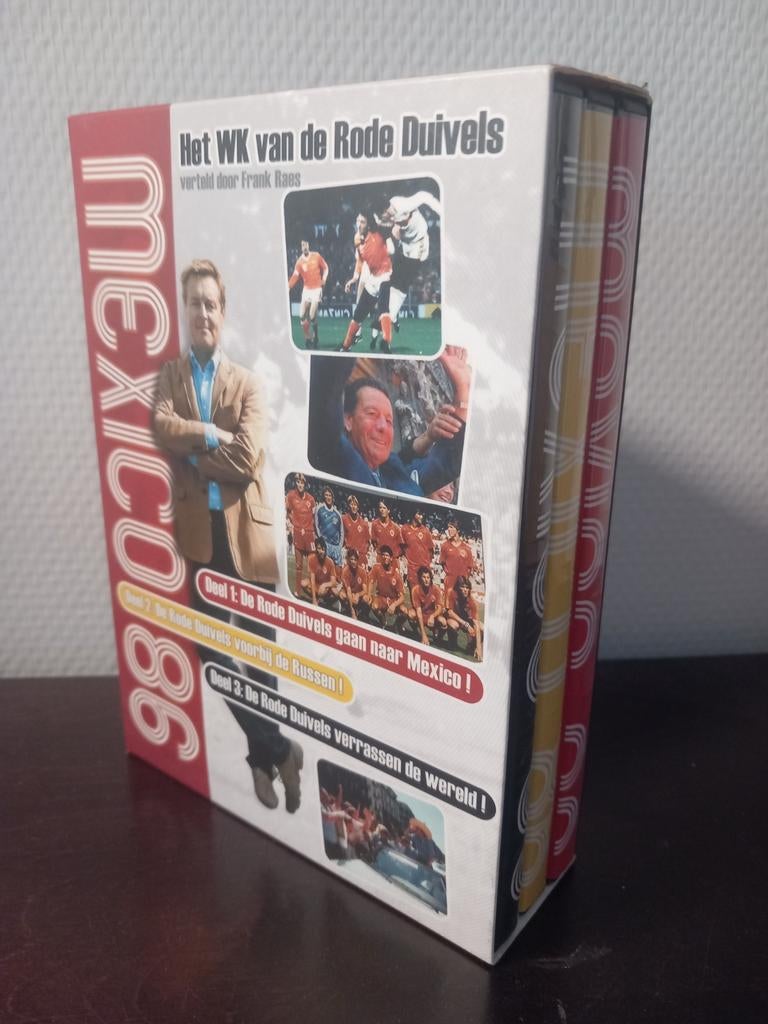 Het WK van de Rode Duivels
verteld door Frank Raes
MEXICO 86
Deel 1: De Rode Duivels gaan naar Mexico !
Deel 2: De Rode Duivels voorbij de Russen !
Deel 3: De Rode Duivels verrassen de wereld !